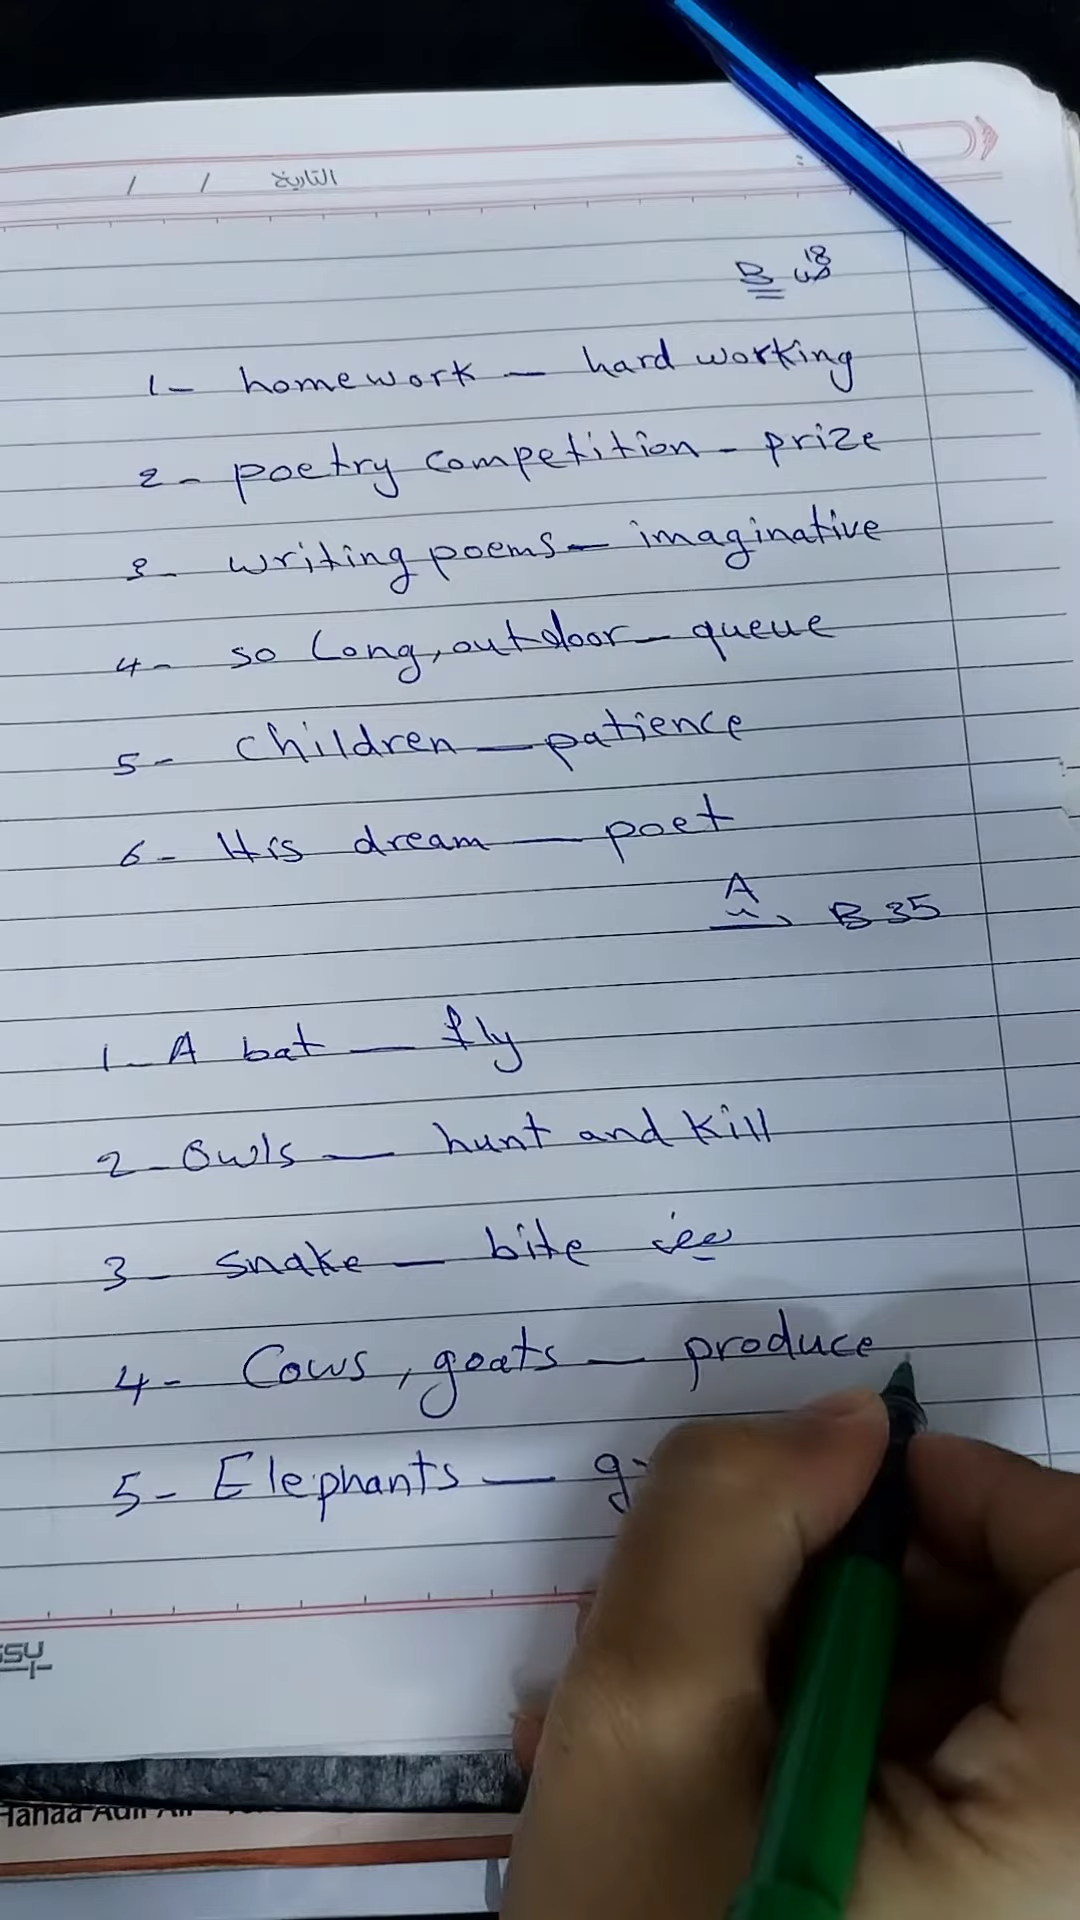 التاريخ / /
B ص 18
1- homework - hard working
2- poetry competition - prize
3- writing poems - imaginative
4- so Long, outdoor - queue
5- children - patience
6- His dream - poet
A
B 35
1- A bat - fly
2- Owls - hunt and kill
3- snake - bite
4- Cows, goats - produce
5- Elephants -